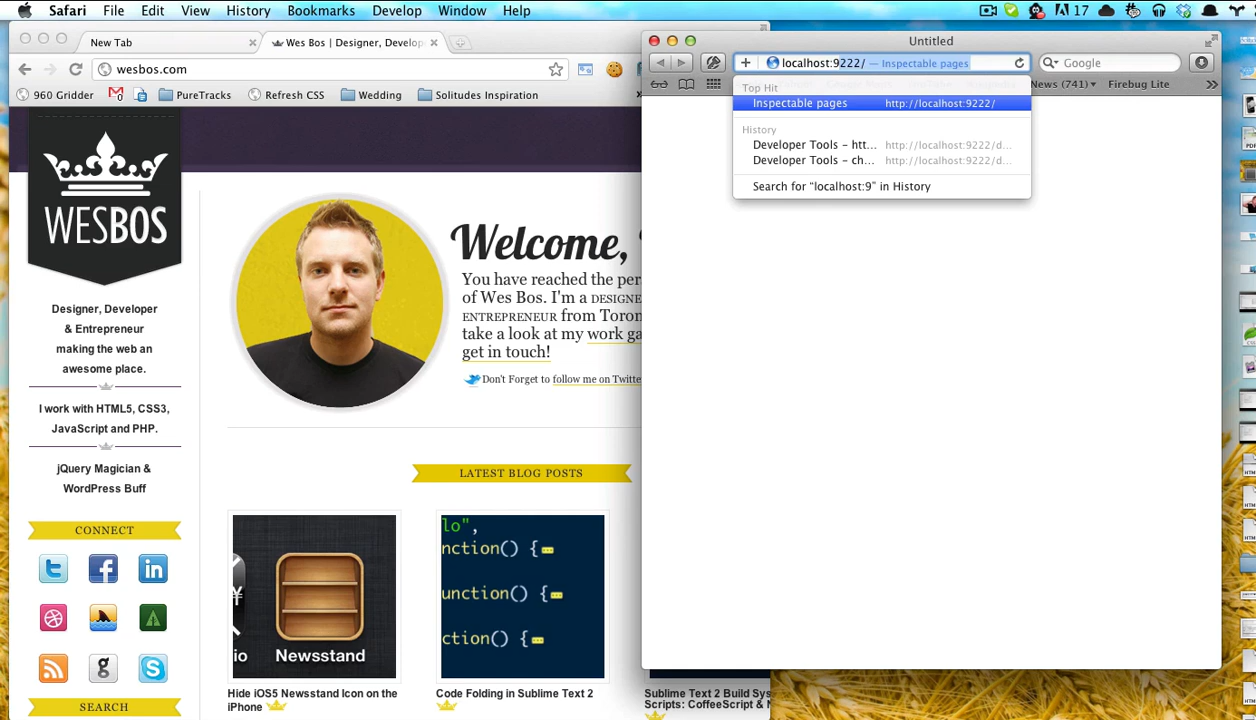 Safari File Edit View History Bookmarks Develop Window Help
17
New Tab
Wes Bos | Designer, Develop
wesbos.com
960 Gridder
PureTracks
Refresh CSS
Wedding
Solitudes Inspiration
»
WESBOS
Designer, Developer
& Entrepreneur
making the web an
awesome place.
I work with HTML5, CSS3,
JavaScript and PHP.
jQuery Magician &
WordPress Buff
CONNECT
SEARCH
Welcome,
You have reached the per
of Wes Bos. I'm a DESIGNE
ENTREPRENEUR from Toron
take a look at my work ga
get in touch!
Don't Forget to follow me on Twitte
LATEST BLOG POSTS
io
Newsstand
Hide iOS5 Newsstand Icon on the
iPhone
lo",
nction() {
unction() {
ction() {
Code Folding in Sublime Text 2
Sublime Text 2 Build Sys
Scripts: CoffeeScript & N
Untitled
localhost:9222/ — Inspectable pages
Google
News (741)
Firebug Lite
»
Top Hit
Inspectable pages http://localhost:9222/
History
Developer Tools – htt... http://localhost:9222/d...
Developer Tools – ch... http://localhost:9222/d...
Search for “localhost:9” in History